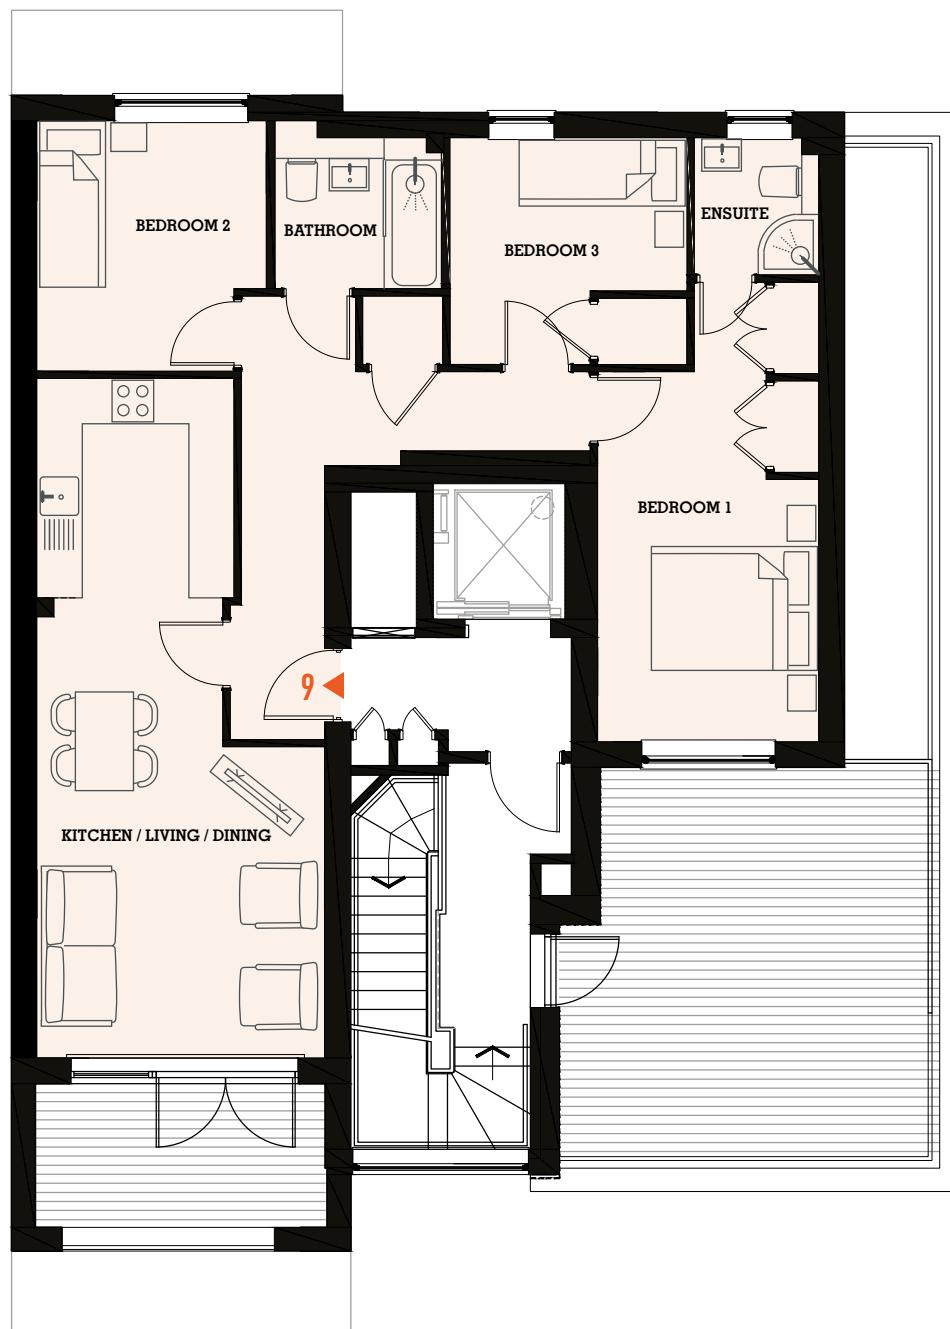 BEDROOM 2
BATHROOM
BEDROOM 3
ENSUITE
BEDROOM 1
9
KITCHEN / LIVING / DINING